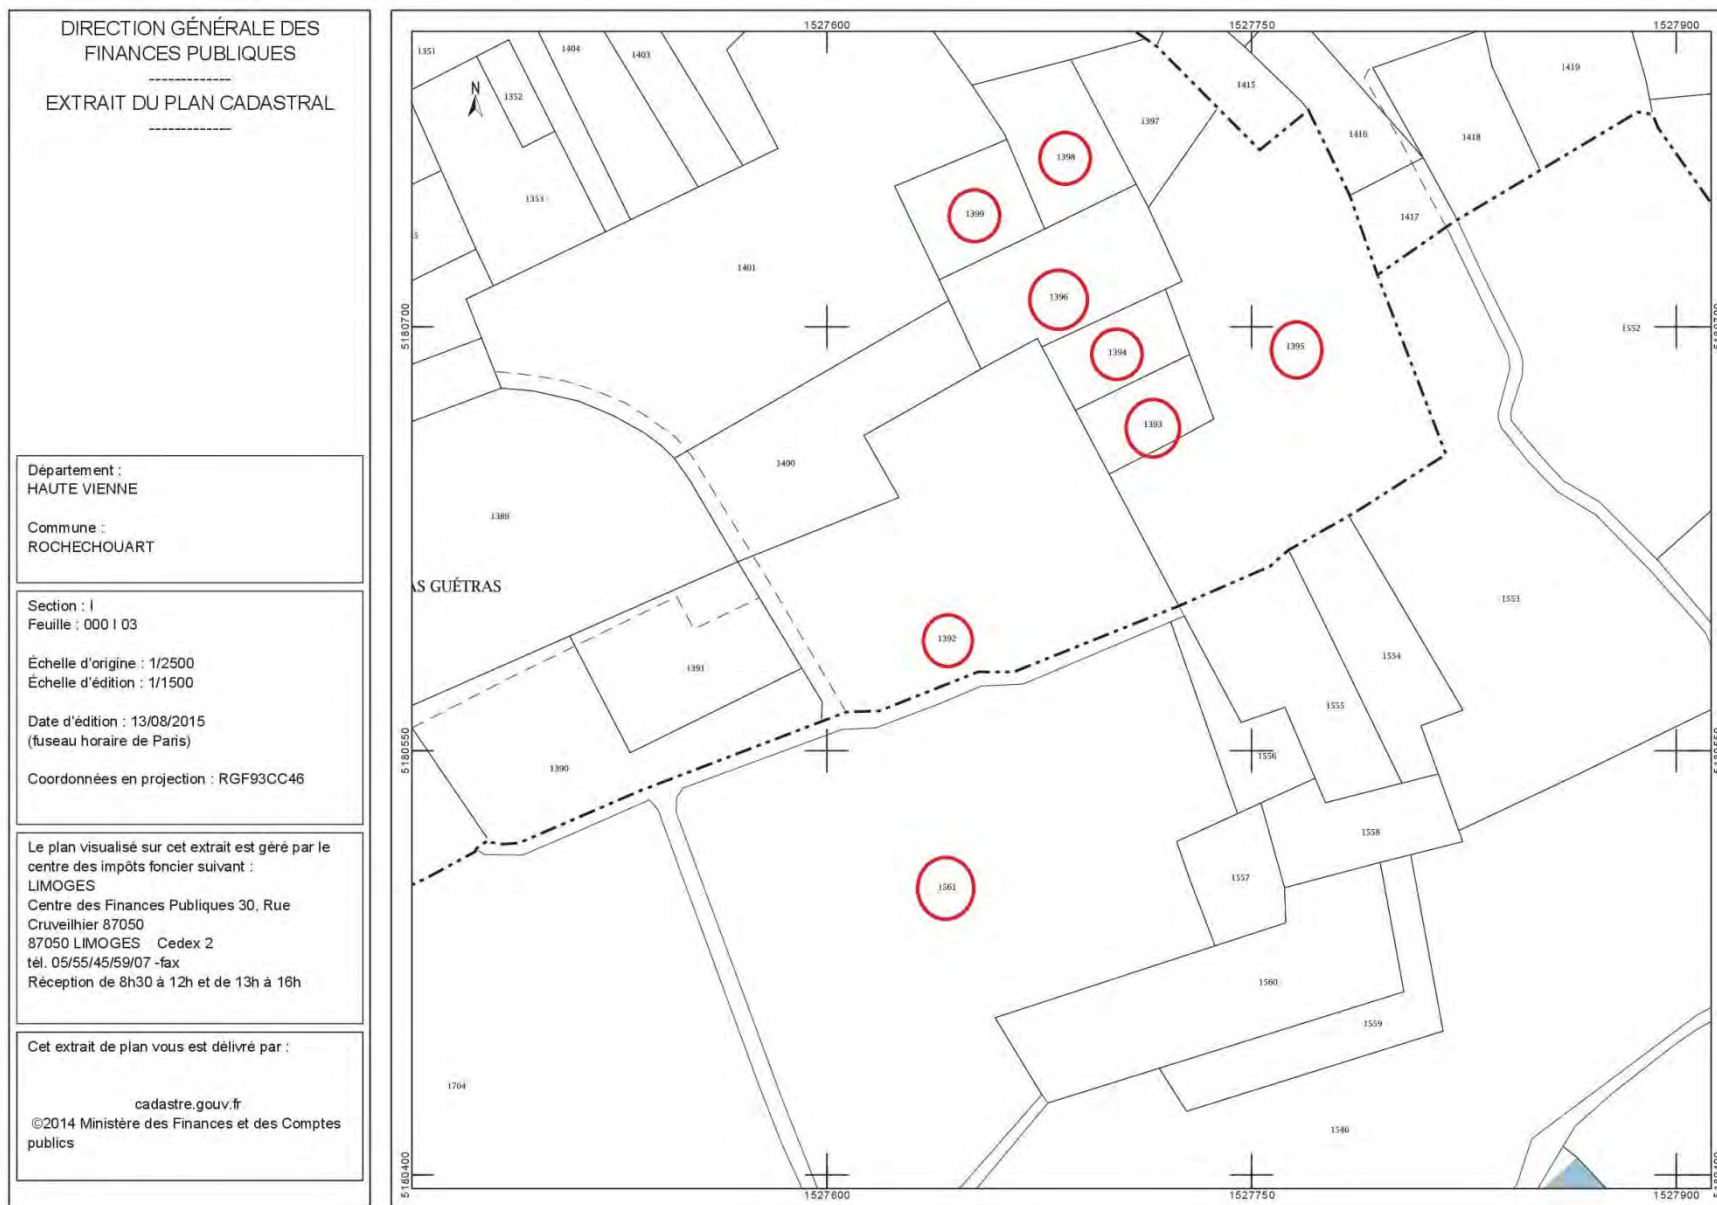 DIRECTION GÉNÉRALE DES
FINANCES PUBLIQUES
-------------
EXTRAIT DU PLAN CADASTRAL
-------------
Département :
HAUTE VIENNE
Commune :
ROCHECHOUART
Section : I
Feuille : 000 I 03
Échelle d'origine : 1/2500
Échelle d'édition : 1/1500
Date d'édition : 13/08/2015
(fuseau horaire de Paris)
Coordonnées en projection : RGF93CC46
Le plan visualisé sur cet extrait est géré par le
centre des impôts foncier suivant :
LIMOGES
Centre des Finances Publiques 30, Rue
Cruveilhier 87050
87050 LIMOGES Cedex 2
tél. 05/55/45/59/07 -fax
Réception de 8h30 à 12h et de 13h à 16h
Cet extrait de plan vous est délivré par :
cadastre.gouv.fr
©2014 Ministère des Finances et des Comptes
publics
1527600
1527750
1527900
1351
1404
1403
1419
1415
1352
N
1397
1416
1418
1398
1353
1399
1417
1401
1396
5180700
1394
1395
1552
5180700
1393
1400
1389
AS GUÉTRAS
1553
1392
1391
1554
1555
5180550
1390
1556
5180550
1558
1557
1561
1560
1559
1704
1546
5180400
5180400
1527600
1527750
1527900